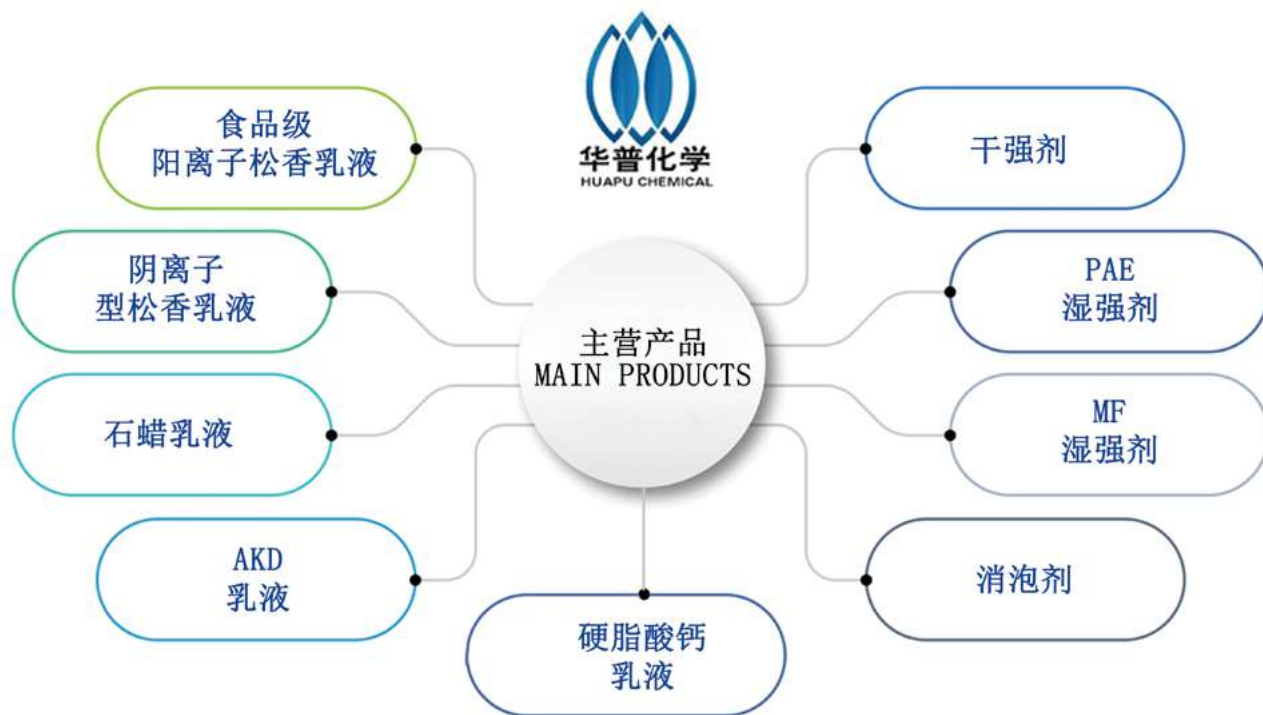 华普化学
HUAPU CHEMICAL
食品级
阳离子松香乳液
干强剂
阴离子
型松香乳液
PAE
湿强剂
主营产品
MAIN PRODUCTS
石蜡乳液
MF
湿强剂
AKD
乳液
消泡剂
硬脂酸钙
乳液